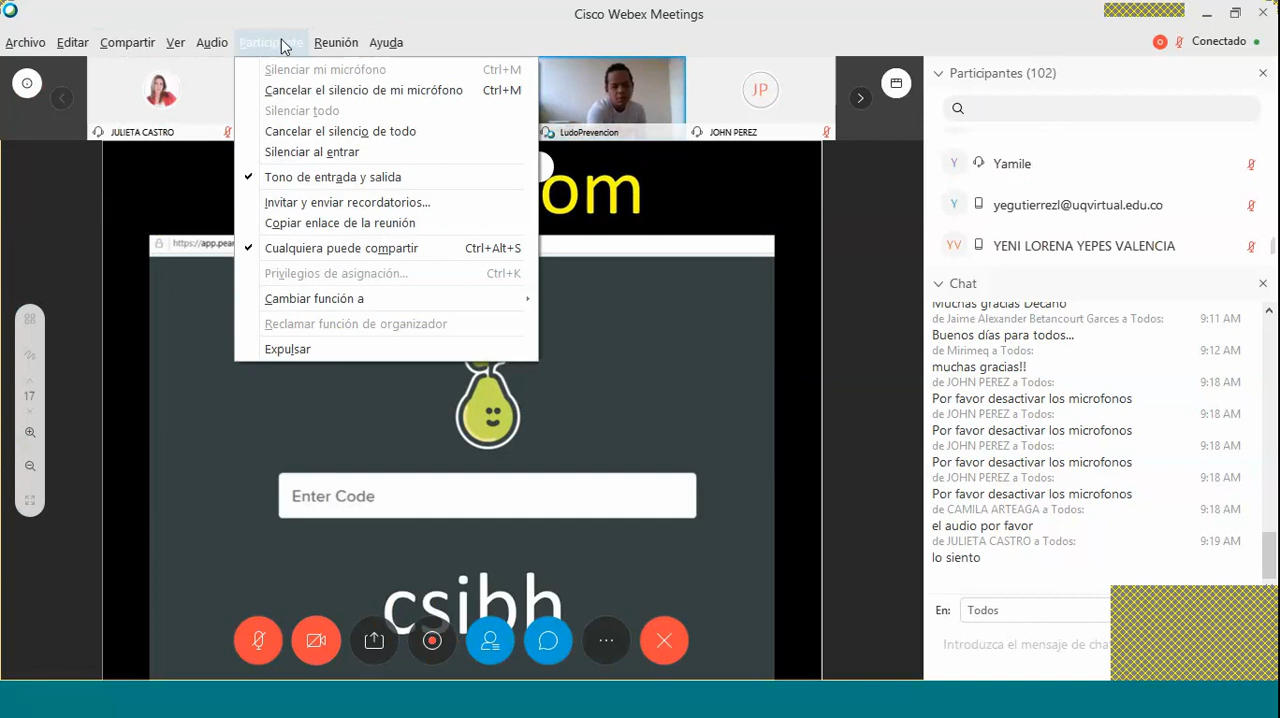 Cisco Webex Meetings
Archivo Editar Compartir Ver Audio Participante Reunión Ayuda
Conectado
Silenciar mi micrófono Ctrl+M
Cancelar el silencio de mi micrófono Ctrl+M
Silenciar todo
Cancelar el silencio de todo
Silenciar al entrar
Tono de entrada y salida
Invitar y enviar recordatorios...
Copiar enlace de la reunión
Cualquiera puede compartir Ctrl+Alt+S
Privilegios de asignación... Ctrl+K
Cambiar función a
Reclamar función de organizador
Expulsar
JULIETA CASTRO
LudoPrevencion
JP
JOHN PEREZ
om
https://app.pear
Enter Code
csibh
17
Participantes (102)
Y Yamile
Y yegutierrezl@uqvirtual.edu.co
YV YENI LORENA YEPES VALENCIA
Chat
Muchas gracias Decano
de Jaime Alexander Betancourt Garces a Todos: 9:11 AM
Buenos días para todos...
de Mirimeq a Todos: 9:12 AM
muchas gracias!!
de JOHN PEREZ a Todos: 9:18 AM
Por favor desactivar los microfonos
de JOHN PEREZ a Todos: 9:18 AM
Por favor desactivar los microfonos
de JOHN PEREZ a Todos: 9:18 AM
Por favor desactivar los microfonos
de JOHN PEREZ a Todos: 9:18 AM
Por favor desactivar los microfonos
de CAMILA ARTEAGA a Todos: 9:18 AM
el audio por favor
de JULIETA CASTRO a Todos: 9:19 AM
lo siento
En: Todos
Introduzca el mensaje de cha